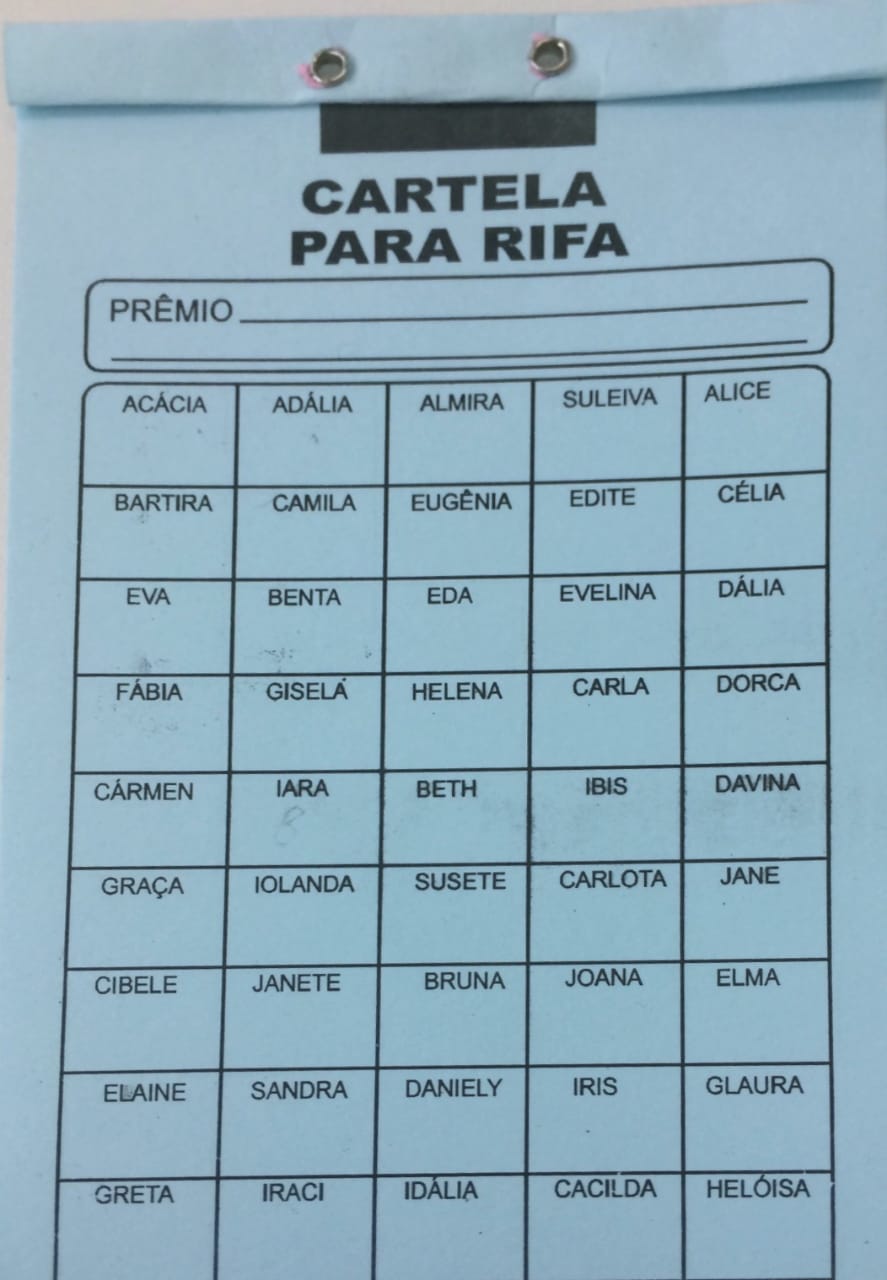 CARTELA
PARA RIFA
PRÊMIO
ACÁCIA ADÁLIA ALMIRA SULEIVA ALICE
BARTIRA CAMILA EUGÊNIA EDITE CÉLIA
EVA BENTA EDA EVELINA DÁLIA
FÁBIA GISELA HELENA CARLA DORCA
CÁRMEN IARA BETH IBIS DAVINA
GRAÇA IOLANDA SUSETE CARLOTA JANE
CIBELE JANETE BRUNA JOANA ELMA
ELAINE SANDRA DANIELY IRIS GLAURA
GRETA IRACI IDÁLIA CACILDA HELÓISA